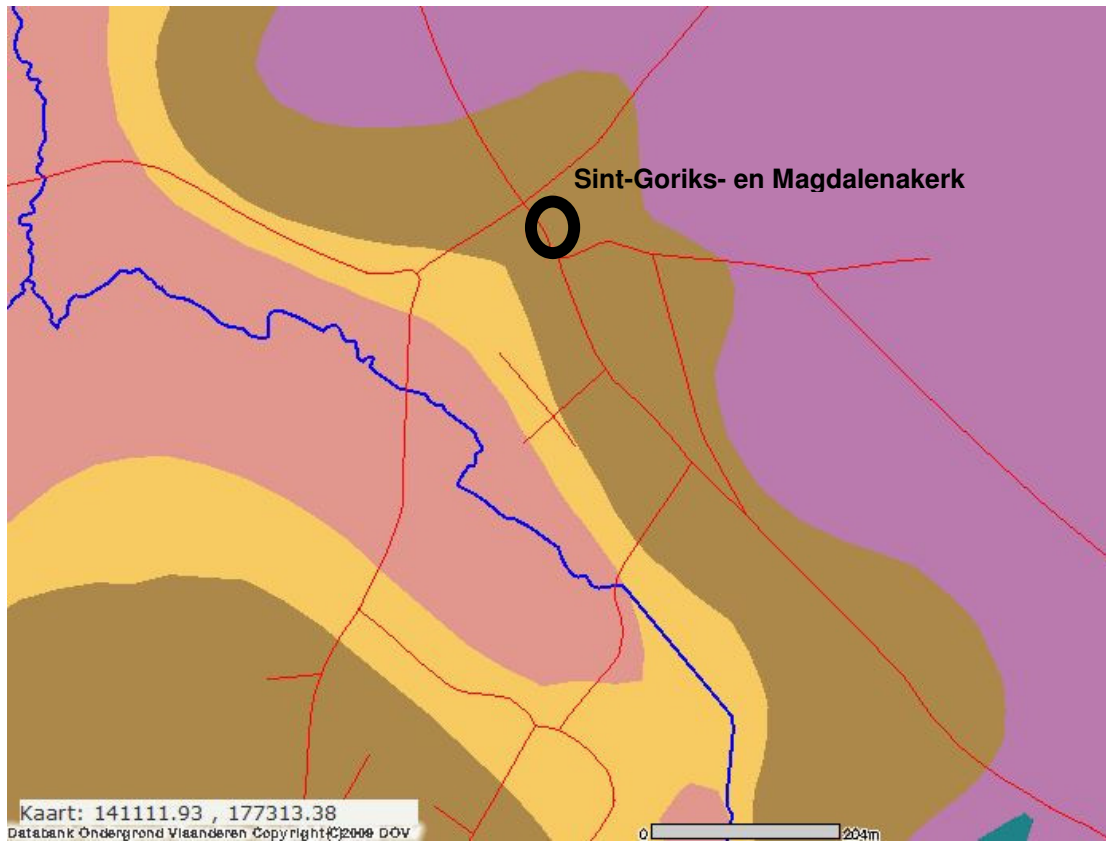 Sint-Goriks- en Magdalenakerk
Kaart: 141111.93 , 177313.38
Databank Ondergrond Vlaanderen Copyright(C)2009 DOV
0 204m